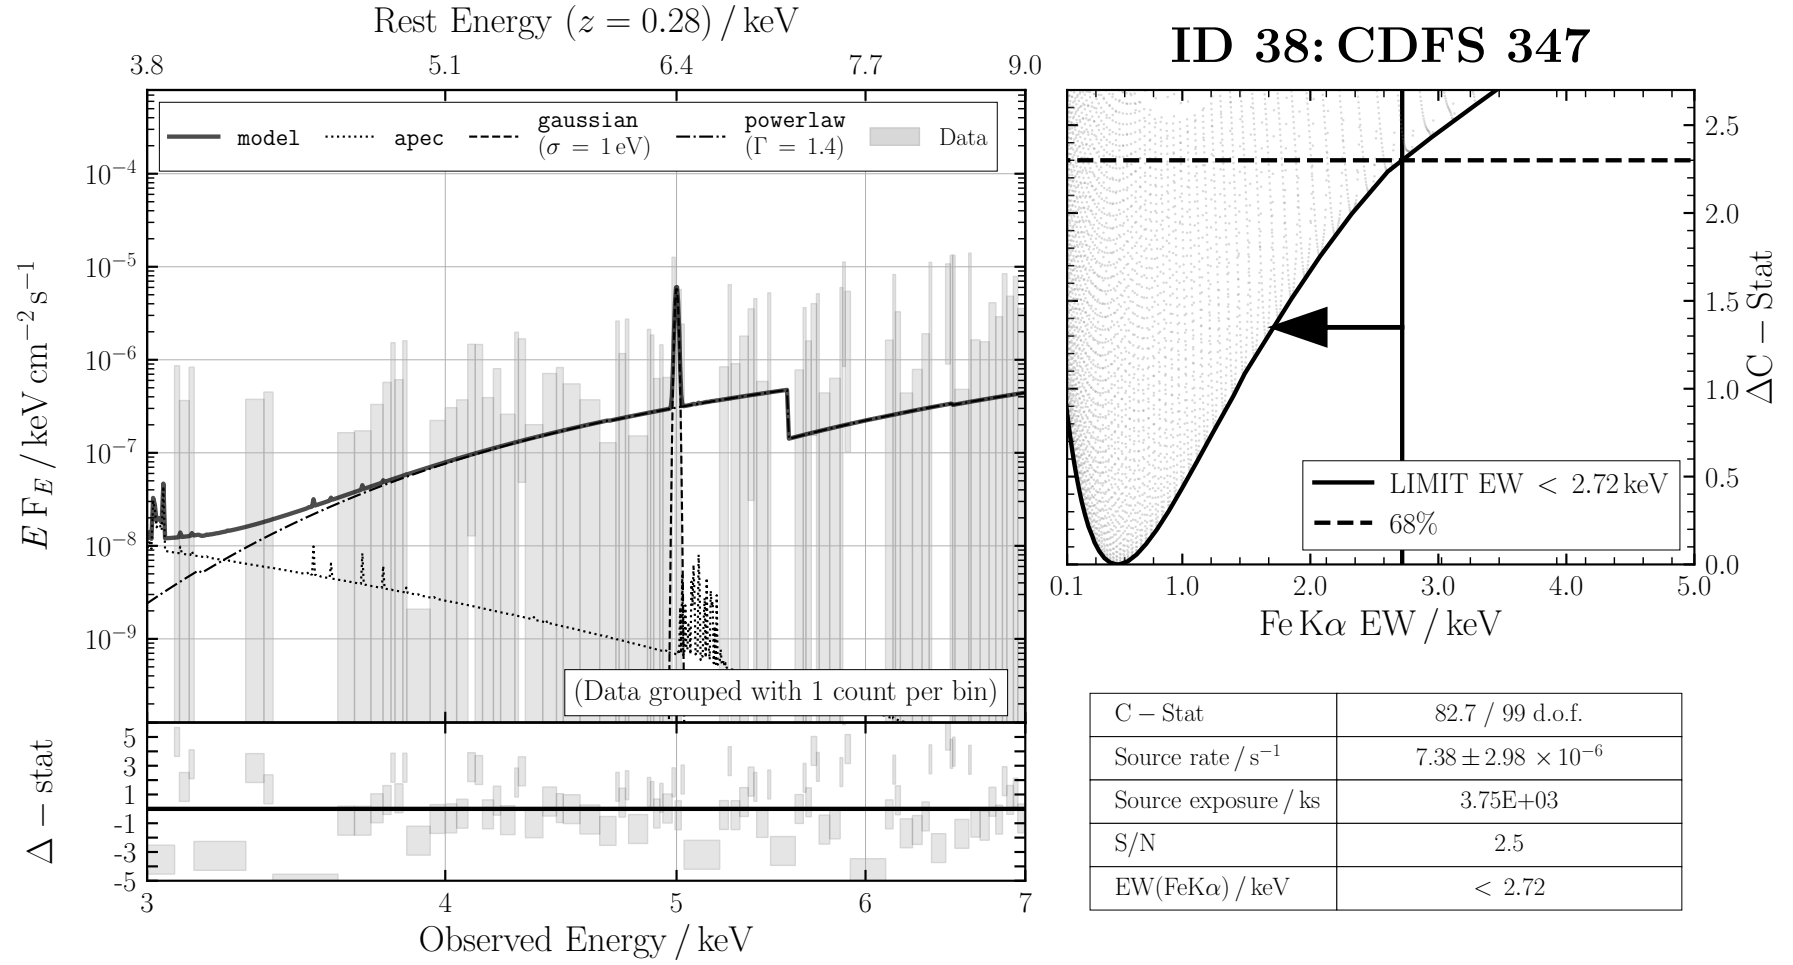 Rest Energy (z = 0.28) / keV
3.8 5.1 6.4 7.7 9.0
model apec gaussian (σ = 1 eV) powerlaw (Γ = 1.4) Data
10⁻⁴
10⁻⁵
10⁻⁶
10⁻⁷
10⁻⁸
10⁻⁹
E F_E / keV cm⁻² s⁻¹
(Data grouped with 1 count per bin)
5
3
1
-1
-3
-5
Δ − stat
3 4 5 6 7
Observed Energy / keV
ID 38: CDFS 347
2.5
2.0
1.5
1.0
0.5
0.0
ΔC − Stat
LIMIT EW < 2.72 keV
68%
0.1 1.0 2.0 3.0 4.0 5.0
Fe Kα EW / keV
C − Stat 82.7 / 99 d.o.f.
Source rate / s⁻¹ 7.38 ± 2.98 × 10⁻⁶
Source exposure / ks 3.75E+03
S/N 2.5
EW(FeKα) / keV < 2.72